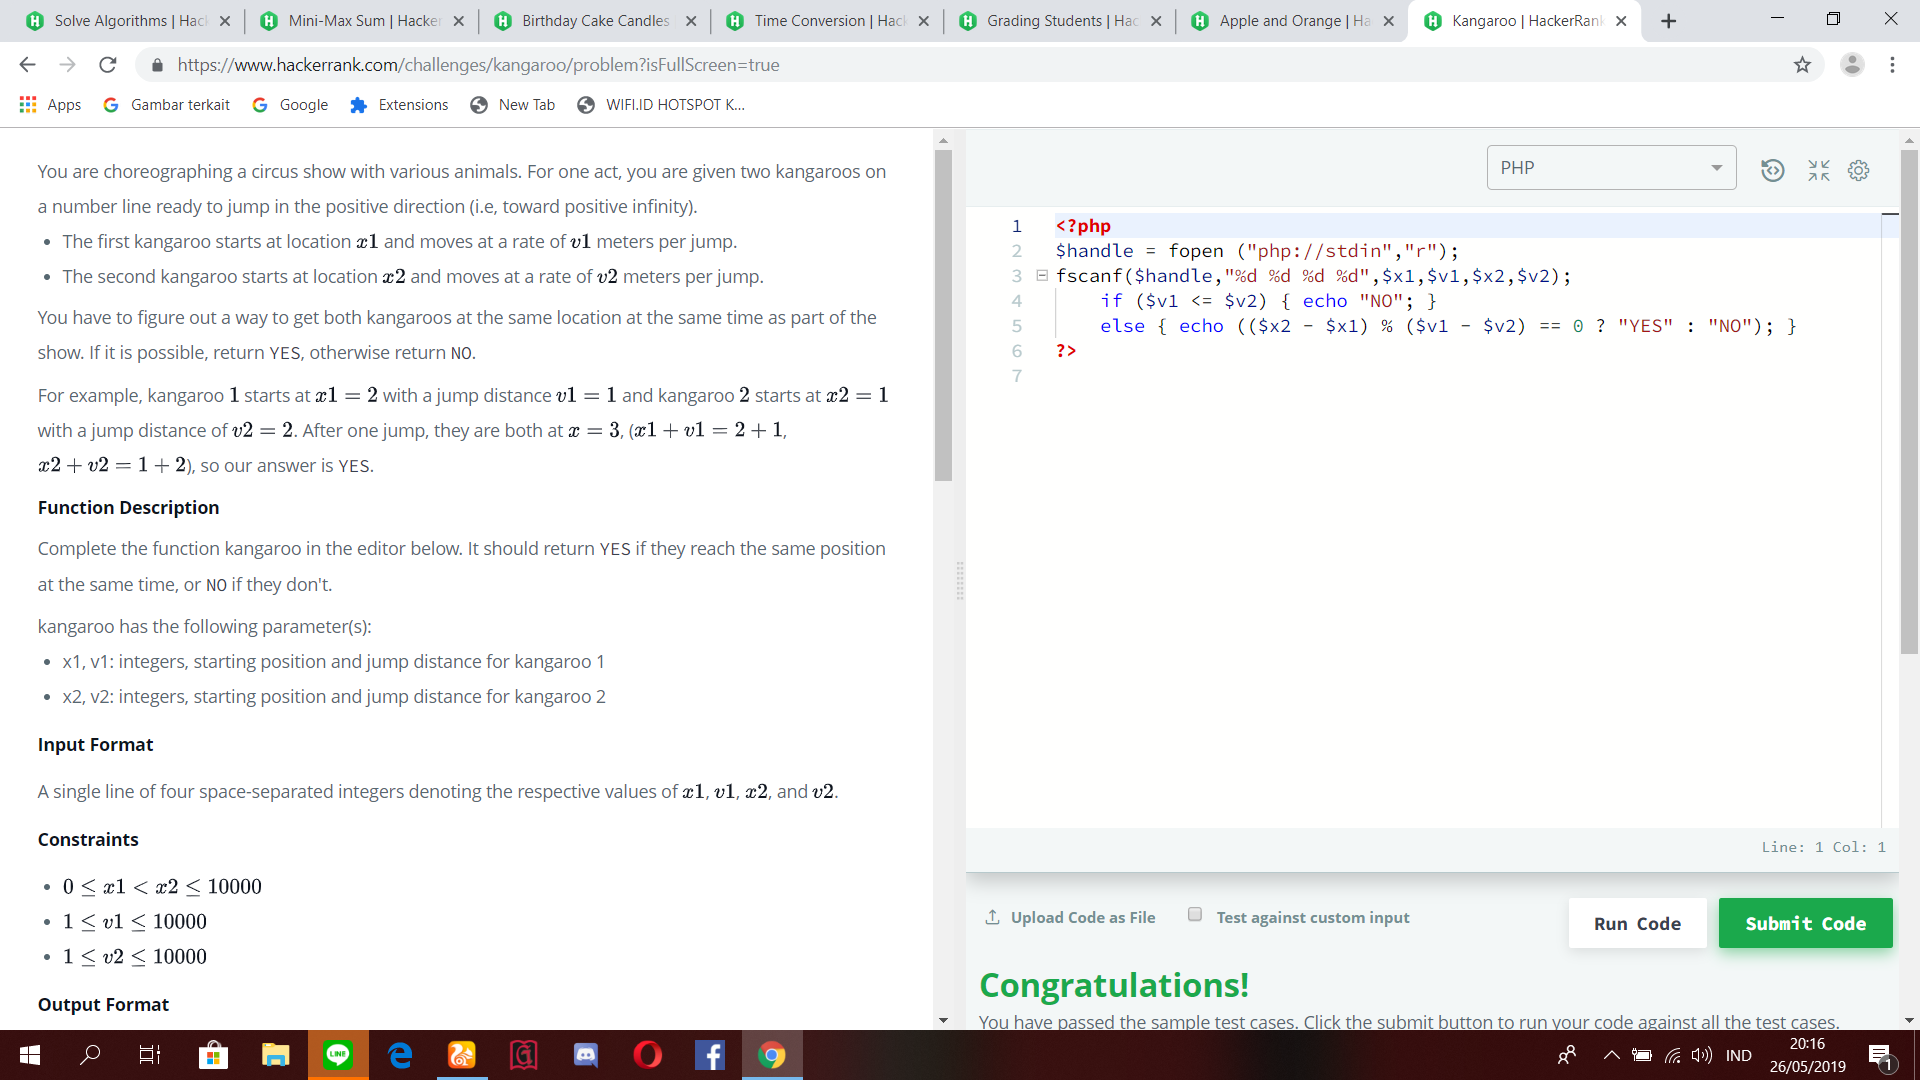 Solve Algorithms | Hac
Mini-Max Sum | Hacker
Birthday Cake Candles
Time Conversion | Hac
Grading Students | Hac
Apple and Orange | Ha
Kangaroo | HackerRank
https://www.hackerrank.com/challenges/kangaroo/problem?isFullScreen=true
Apps Gambar terkait Google Extensions New Tab WIFI.ID HOTSPOT K...
You are choreographing a circus show with various animals. For one act, you are given two kangaroos on
a number line ready to jump in the positive direction (i.e, toward positive infinity).
• The first kangaroo starts at location x1 and moves at a rate of v1 meters per jump.
• The second kangaroo starts at location x2 and moves at a rate of v2 meters per jump.
You have to figure out a way to get both kangaroos at the same location at the same time as part of the
show. If it is possible, return YES, otherwise return NO.
For example, kangaroo 1 starts at x1 = 2 with a jump distance v1 = 1 and kangaroo 2 starts at x2 = 1
with a jump distance of v2 = 2. After one jump, they are both at x = 3, (x1 + v1 = 2 + 1,
x2 + v2 = 1 + 2), so our answer is YES.
Function Description
Complete the function kangaroo in the editor below. It should return YES if they reach the same position
at the same time, or NO if they don't.
kangaroo has the following parameter(s):
• x1, v1: integers, starting position and jump distance for kangaroo 1
• x2, v2: integers, starting position and jump distance for kangaroo 2
Input Format
A single line of four space-separated integers denoting the respective values of x1, v1, x2, and v2.
Constraints
• 0 ≤ x1 < x2 ≤ 10000
• 1 ≤ v1 ≤ 10000
• 1 ≤ v2 ≤ 10000
Output Format
PHP
1 <?php
2 $handle = fopen ("php://stdin","r");
3 fscanf($handle,"%d %d %d %d",$x1,$v1,$x2,$v2);
4 if ($v1 <= $v2) { echo "NO"; }
5 else { echo (($x2 - $x1) % ($v1 - $v2) == 0 ? "YES" : "NO"); }
6 ?>
7
Line: 1 Col: 1
Upload Code as File Test against custom input Run Code Submit Code
Congratulations!
You have passed the sample test cases. Click the submit button to run your code against all the test cases.
LINE
IND
20:16
26/05/2019
1